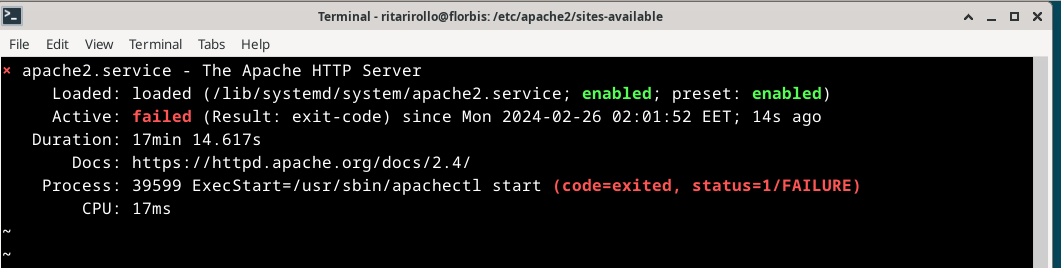 Terminal - ritarirollo@florbis: /etc/apache2/sites-available
File Edit View Terminal Tabs Help
× apache2.service - The Apache HTTP Server
Loaded: loaded (/lib/systemd/system/apache2.service; enabled; preset: enabled)
Active: failed (Result: exit-code) since Mon 2024-02-26 02:01:52 EET; 14s ago
Duration: 17min 14.617s
Docs: https://httpd.apache.org/docs/2.4/
Process: 39599 ExecStart=/usr/sbin/apachectl start (code=exited, status=1/FAILURE)
CPU: 17ms
~
~